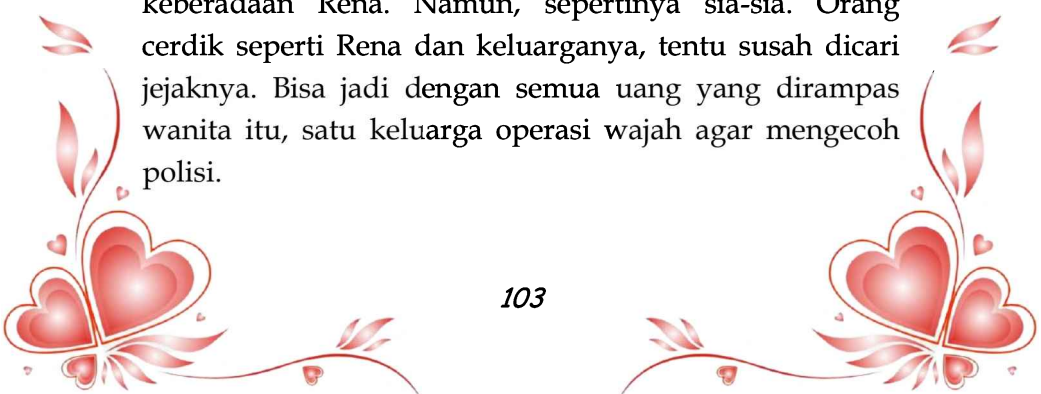 keberadaan Rena. Namun, sepertinya sia-sia. Orang
cerdik seperti Rena dan keluarganya, tentu susah dicari
jejaknya. Bisa jadi dengan semua uang yang dirampas
wanita itu, satu keluarga operasi wajah agar mengecoh
polisi.
103